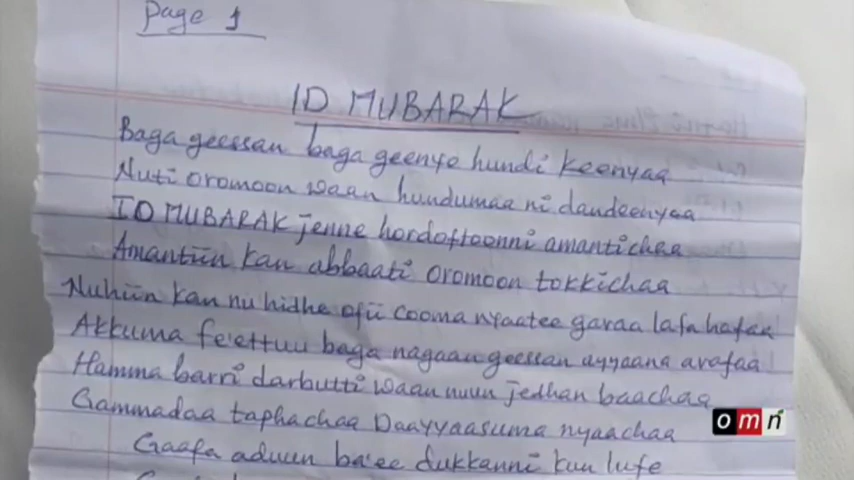 Page 1
ID MUBARAK
Baga geessan baga geenye hundi keenyaa
Nuti oromoon waan hundumaa ni dandeenyaa
ID MUBARAK jenne hordoftoonni amantichaa
Amantiin kan abbaati oromoon tokkichaa
Nuhiin kan nu hidhe ofii cooma nyaatee garaa lafa hafaa
Akkuma fe'ettuu baga nagaan geessan ayyaana arafaa
Hamma barri darbutti waan nuun jedhan baachaa
Gammadaa taphachaa Daayyaasuma nyaachaa
Gaafa aduun ba'ee dukkanni kun lufe
omn